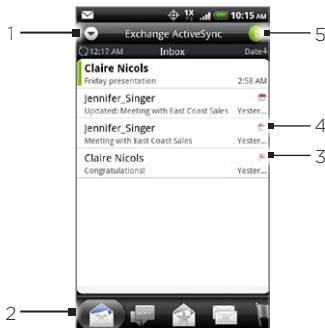 1X 10:15 AM
1 Exchange ActiveSync 5
12:17 AM Inbox Date
Claire Nicols
Friday presentation 2:58 AM
Jennifer_Singer
Updated: Meeting with East Coast Sales Yester...
Jennifer_Singer 4
Meeting with East Coast Sales Yester...
Claire Nicols 3
Congratulations! Yester...
2